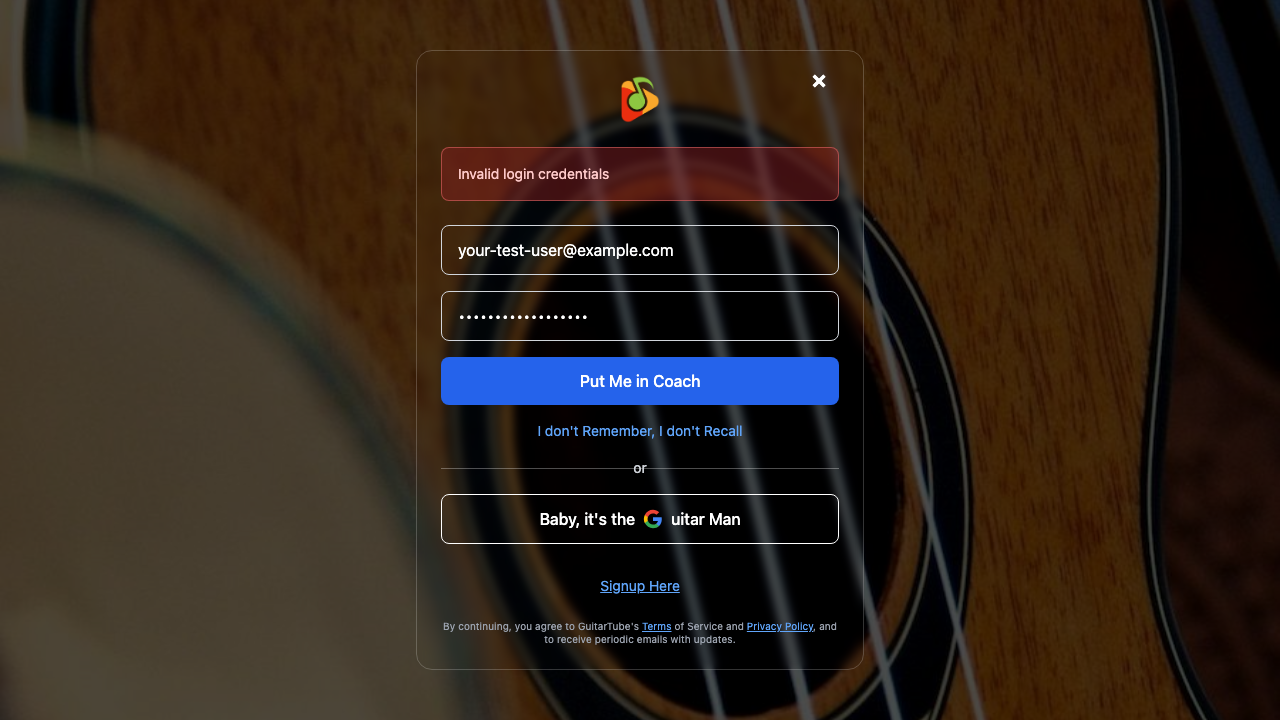 Invalid login credentials
your-test-user@example.com
••••••••••••••••••
Put Me in Coach
I don't Remember, I don't Recall
or
Baby, it's the G uitar Man
Signup Here
By continuing, you agree to GuitarTube's Terms of Service and Privacy Policy, and
to receive periodic emails with updates.